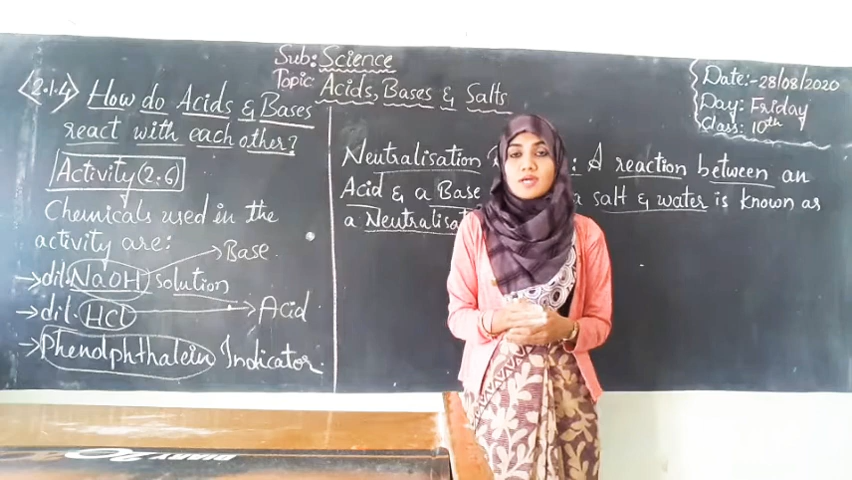 Sub: Science
Topic: Acids, Bases & Salts
Date:- 28/08/2020
Day: Friday
Class: 10th
<2.1.4> How do Acids & Bases
react with each other?
Activity (2.6)
Chemicals used in the
activity are:
→ dil. NaOH solution
Base
→ dil. HCl
Acid
→ Phenolphthalein Indicator.
Neutralisation : A reaction between an
Acid & a Base a salt & water is known as
a